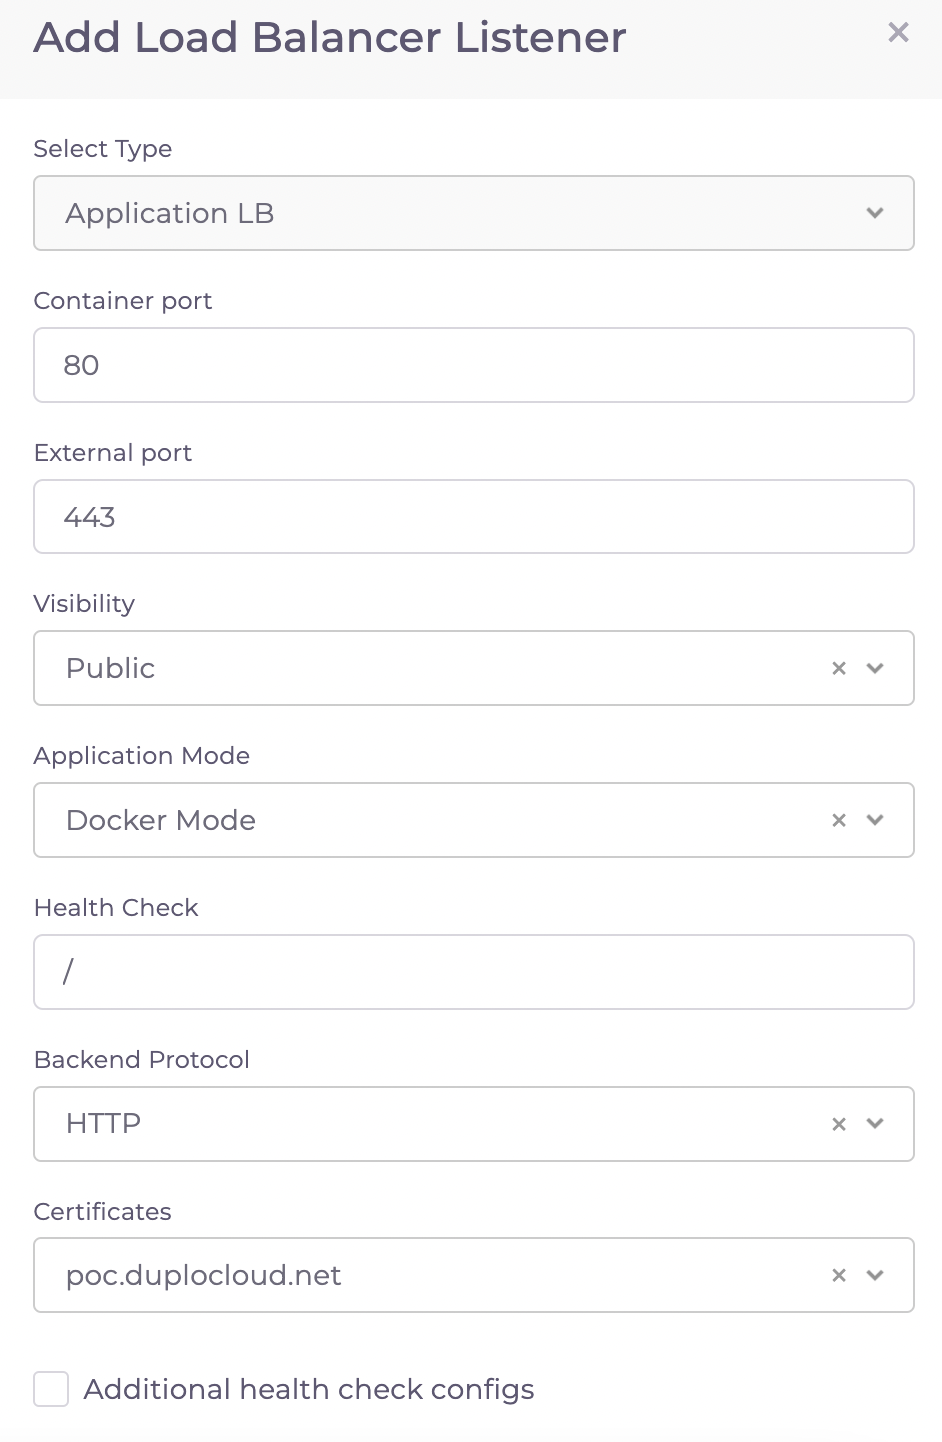 Add Load Balancer Listener
Select Type
Application LB
Container port
80
External port
443
Visibility
Public
Application Mode
Docker Mode
Health Check
/
Backend Protocol
HTTP
Certificates
poc.duplocloud.net
Additional health check configs